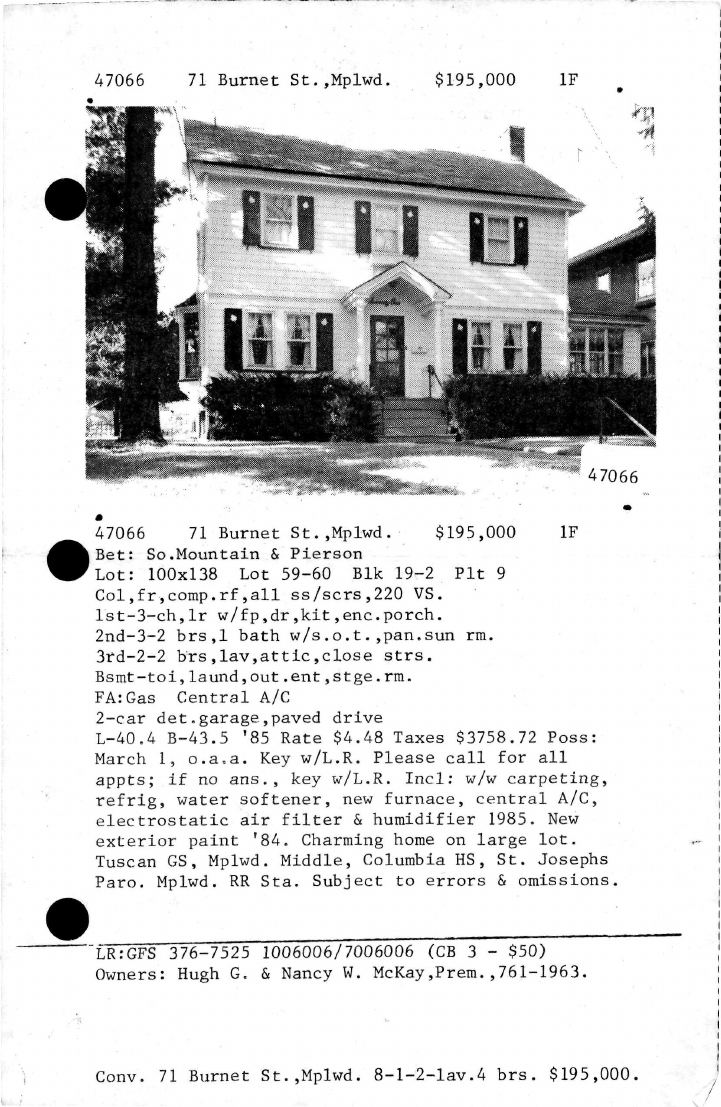 47066 71 Burnet St.,Mplwd. $195,000 1F
47066
47066 71 Burnet St.,Mplwd. $195,000 1F
Bet: So.Mountain & Pierson
Lot: 100x138 Lot 59-60 Blk 19-2 Plt 9
Col,fr,comp.rf,all ss/scrs,220 VS.
1st-3-ch,lr w/fp,dr,kit,enc.porch.
2nd-3-2 brs,1 bath w/s.o.t.,pan.sun rm.
3rd-2-2 brs,lav,attic,close strs.
Bsmt-toi,laund,out.ent,stge.rm.
FA:Gas Central A/C
2-car det.garage,paved drive
L-40.4 B-43.5 '85 Rate $4.48 Taxes $3758.72 Poss:
March 1, o.a.a. Key w/L.R. Please call for all
appts; if no ans., key w/L.R. Incl: w/w carpeting,
refrig, water softener, new furnace, central A/C,
electrostatic air filter & humidifier 1985. New
exterior paint '84. Charming home on large lot.
Tuscan GS, Mplwd. Middle, Columbia HS, St. Josephs
Paro. Mplwd. RR Sta. Subject to errors & omissions.
LR:GFS 376-7525 1006006/7006006 (CB 3 - $50)
Owners: Hugh G. & Nancy W. McKay,Prem.,761-1963.
Conv. 71 Burnet St.,Mplwd. 8-1-2-lav.4 brs. $195,000.